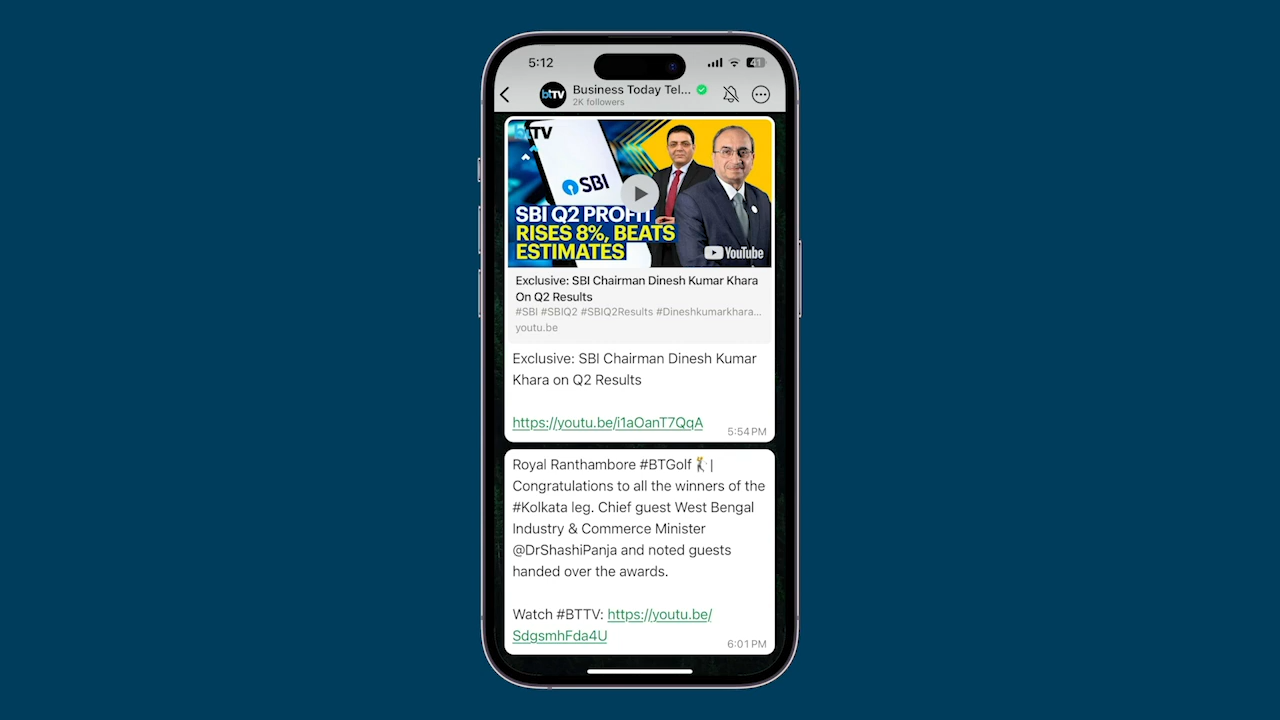 5:12
41
btTV
Business Today Tel...
2K followers
btTV
SBI
SBI Q2 PROFIT
RISES 8%, BEATS
ESTIMATES
YouTube
Exclusive: SBI Chairman Dinesh Kumar Khara
On Q2 Results
#SBI #SBIQ2 #SBIQ2Results #Dineshkumarkhara...
youtu.be
Exclusive: SBI Chairman Dinesh Kumar
Khara on Q2 Results
https://youtu.be/i1aOanT7QqA
5:54 PM
Royal Ranthambore #BTGolf🏌|
Congratulations to all the winners of the
#Kolkata leg. Chief guest West Bengal
Industry & Commerce Minister
@DrShashiPanja and noted guests
handed over the awards.
Watch #BTTV: https://youtu.be/
SdgsmhFda4U
6:01 PM